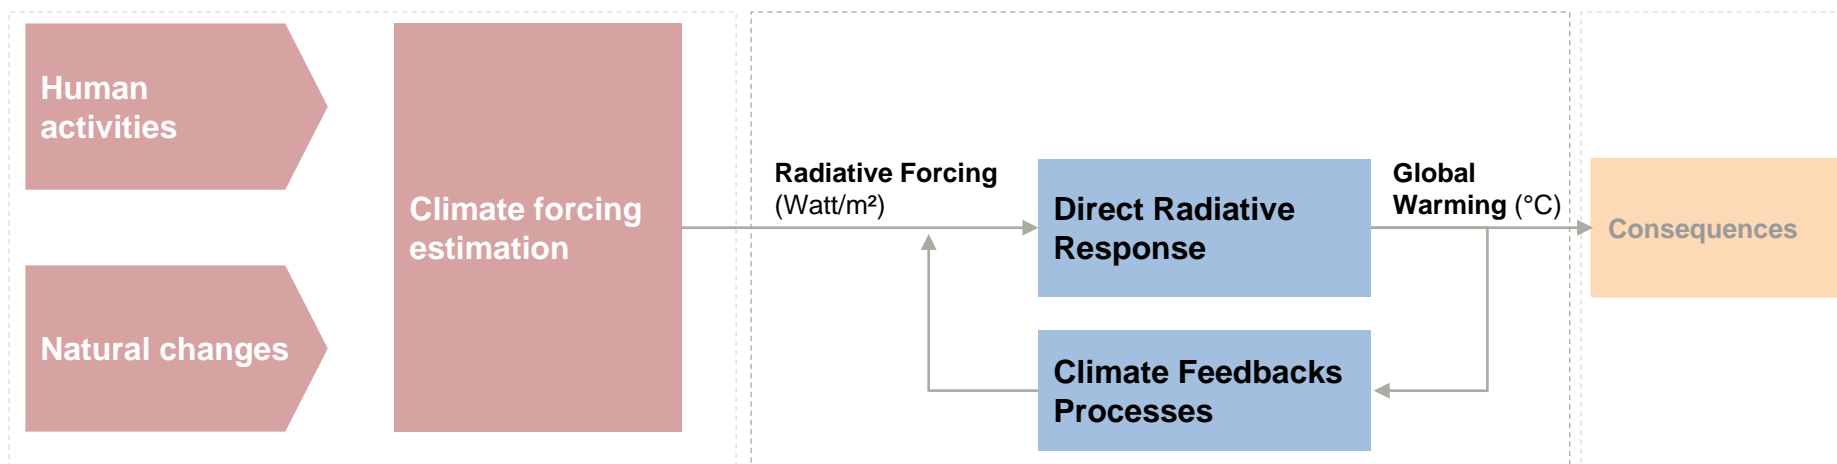 Human
activities
Natural changes
Climate forcing
estimation
Radiative Forcing
(Watt/m²)
Direct Radiative
Response
Climate Feedbacks
Processes
Global
Warming (°C)
Consequences